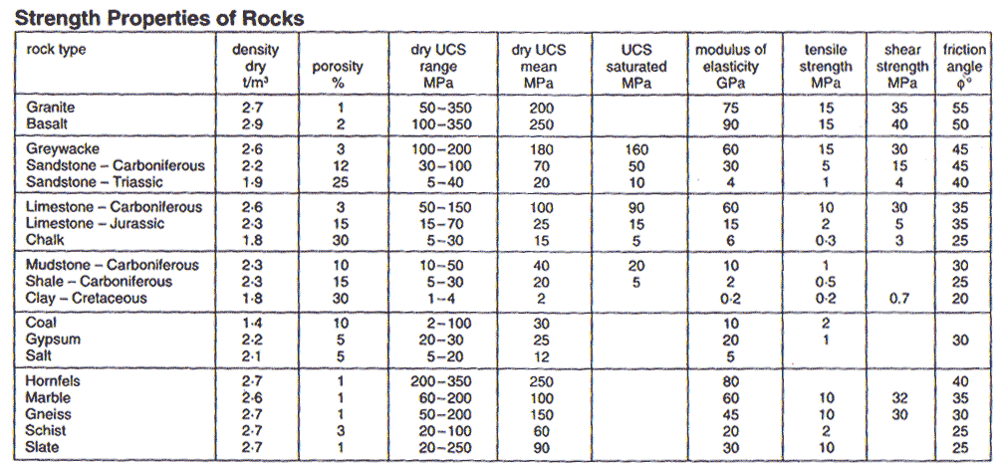 Strength Properties of Rocks
rock type density dry t/m³ porosity % dry UCS range MPa dry UCS mean MPa UCS saturated MPa modulus of elasticity GPa tensile strength MPa shear strength MPa friction angle φ°
Granite 2·7 1 50–350 200 75 15 35 55
Basalt 2·9 2 100–350 250 90 15 40 50
Greywacke 2·6 3 100–200 180 160 60 15 30 45
Sandstone – Carboniferous 2·2 12 30–100 70 50 30 5 15 45
Sandstone – Triassic 1·9 25 5–40 20 10 4 1 4 40
Limestone – Carboniferous 2·6 3 50–150 100 90 60 10 30 35
Limestone – Jurassic 2·3 15 15–70 25 15 15 2 5 35
Chalk 1·8 30 5–30 15 5 6 0·3 3 25
Mudstone – Carboniferous 2·3 10 10–50 40 20 10 1 30
Shale – Carboniferous 2·3 15 5–30 20 5 2 0·5 25
Clay – Cretaceous 1·8 30 1–4 2 0·2 0·2 0.7 20
Coal 1·4 10 2–100 30 10 2
Gypsum 2·2 5 20–30 25 20 1 30
Salt 2·1 5 5–20 12 5
Hornfels 2·7 1 200–350 250 80 40
Marble 2·6 1 60–200 100 60 10 32 35
Gneiss 2·7 1 50–200 150 45 10 30 30
Schist 2·7 3 20–100 60 20 2 25
Slate 2·7 1 20–250 90 30 10 25